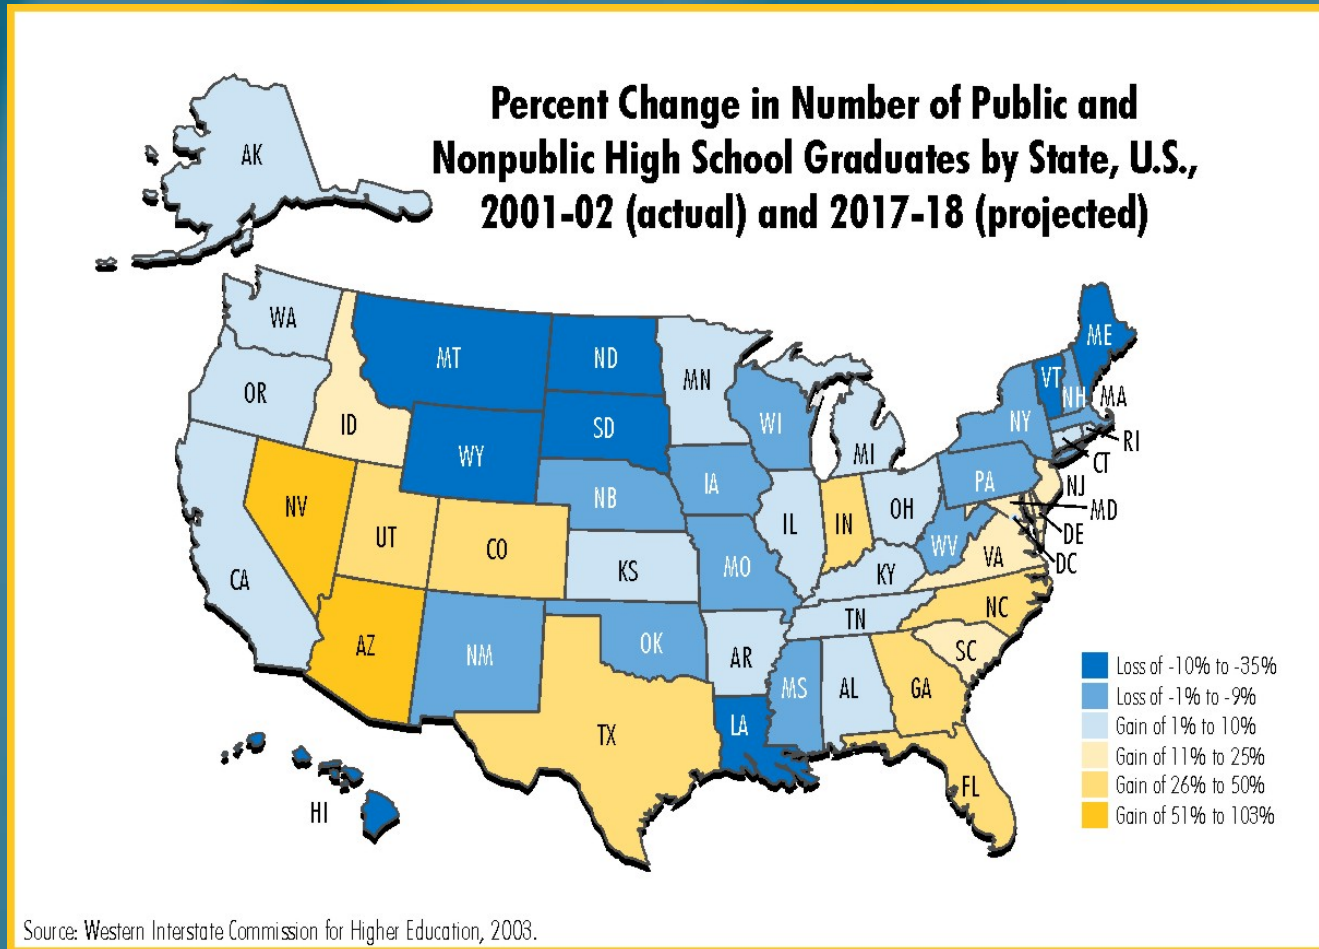 Percent Change in Number of Public and
Nonpublic High School Graduates by State, U.S.,
2001-02 (actual) and 2017-18 (projected)
AK
WA
MT
ND
MN
ME
VT
NH
MA
OR
ID
SD
WI
NY
RI
MI
CT
WY
IA
PA
NJ
NB
MD
NV
UT
CO
IL
IN
OH
DE
WV
VA
DC
CA
KS
MO
KY
NC
TN
AZ
NM
OK
AR
SC
MS
AL
GA
LA
TX
FL
HI
Loss of -10% to -35%
Loss of -1% to -9%
Gain of 1% to 10%
Gain of 11% to 25%
Gain of 26% to 50%
Gain of 51% to 103%
Source: Western Interstate Commission for Higher Education, 2003.